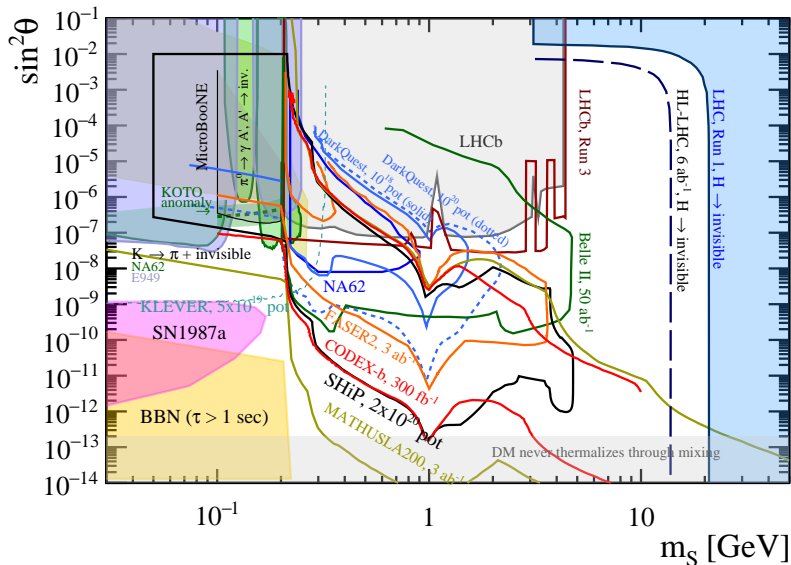 sin²θ
10⁻¹
10⁻²
10⁻³
10⁻⁴
10⁻⁵
10⁻⁶
10⁻⁷
10⁻⁸
10⁻⁹
10⁻¹⁰
10⁻¹¹
10⁻¹²
10⁻¹³
10⁻¹⁴
MicroBooNE
π⁰ → γ A', A' → inv.
KOTO
anomaly →
K → π + invisible
NA62
E949
KLEVER, 5x10¹⁹ pot
SN1987a
BBN (τ > 1 sec)
DarkQuest, 10¹⁸ pot (solid)
DarkQuest, 10²⁰ pot (dotted)
LHCb
NA62
FASER2, 3 ab⁻¹
CODEX-b, 300 fb⁻¹
SHiP, 2x10²⁰ pot
MATHUSLA200, 3 ab⁻¹
LHCb, Run 3
Belle II, 50 ab⁻¹
HL-LHC, 6 ab⁻¹, H → invisible
LHC, Run 1, H → invisible
DM never thermalizes through mixing
10⁻¹
1
10
m_S [GeV]